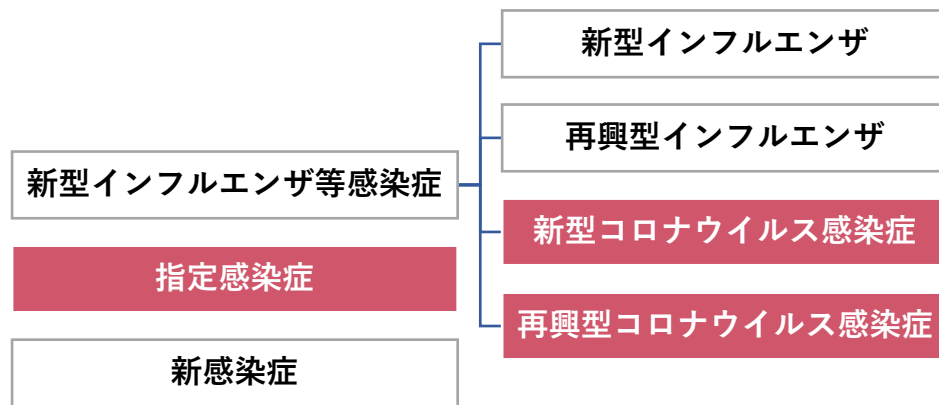 新型インフルエンザ等感染症
指定感染症
新感染症
新型インフルエンザ
再興型インフルエンザ
新型コロナウイルス感染症
再興型コロナウイルス感染症